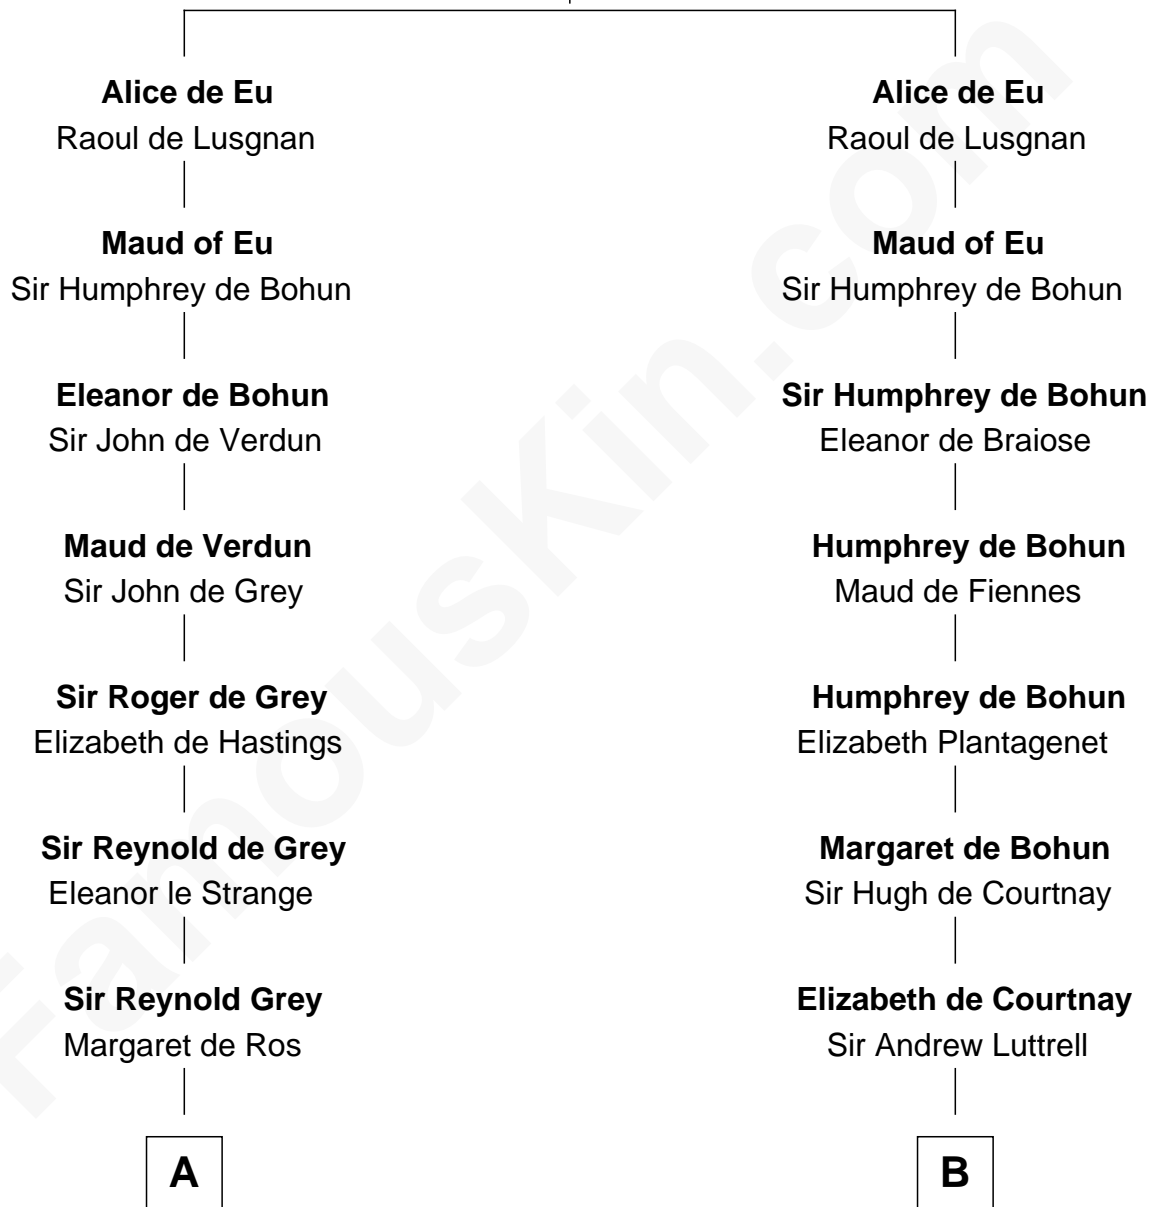 Alice de Eu
Raoul de Lusgnan
Maud of Eu
Sir Humphrey de Bohun
Eleanor de Bohun
Sir John de Verdun
Maud de Verdun
Sir John de Grey
Sir Roger de Grey
Elizabeth de Hastings
Sir Reynold de Grey
Eleanor le Strange
Sir Reynold Grey
Margaret de Ros
A
Alice de Eu
Raoul de Lusgnan
Maud of Eu
Sir Humphrey de Bohun
Sir Humphrey de Bohun
Eleanor de Braiose
Humphrey de Bohun
Maud de Fiennes
Humphrey de Bohun
Elizabeth Plantagenet
Margaret de Bohun
Sir Hugh de Courtnay
Elizabeth de Courtnay
Sir Andrew Luttrell
B
FamousKin.com